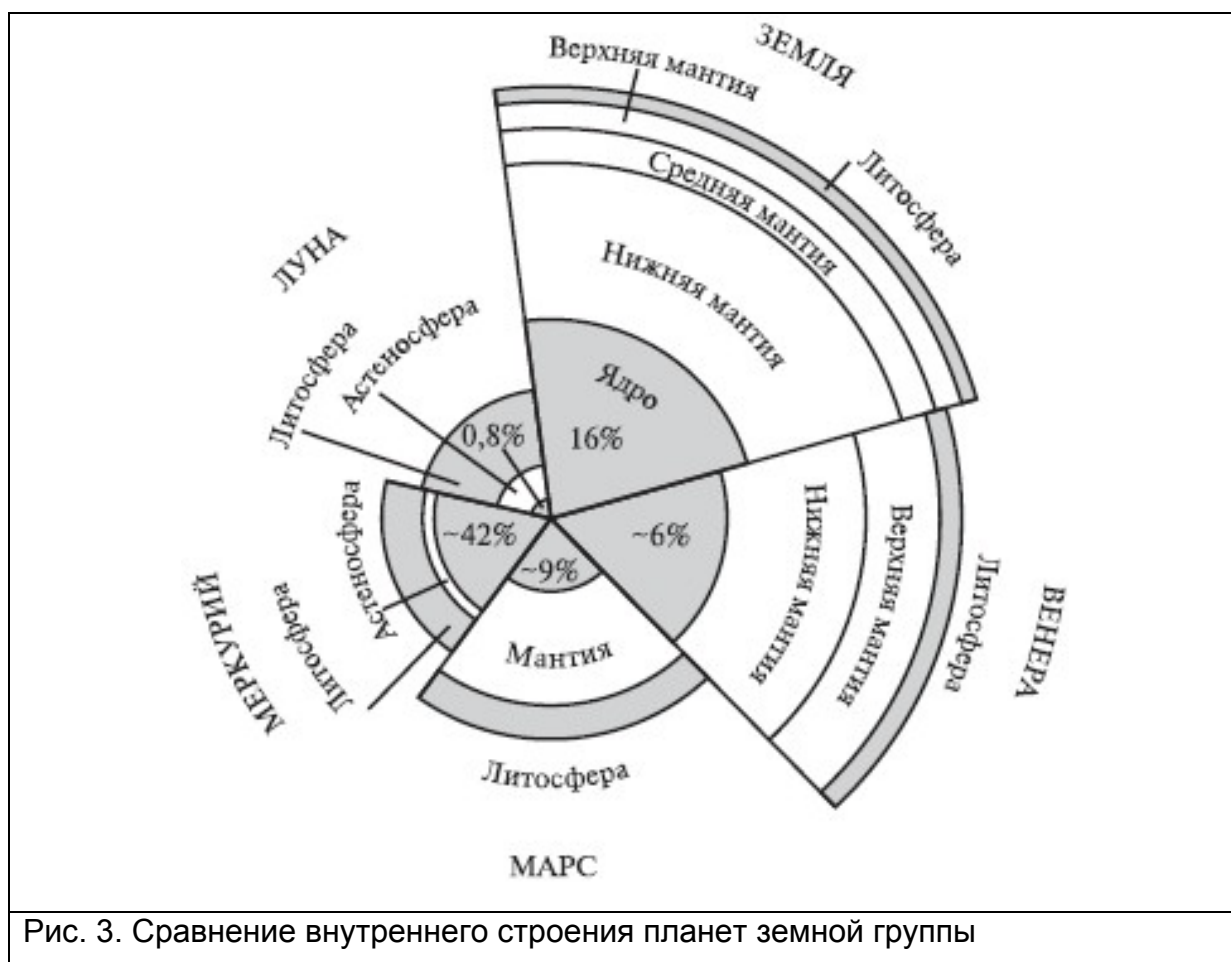 ЗЕМЛЯ
Верхняя мантия
Литосфера
Средняя мантия
Нижняя мантия
Ядро
16%
ЛУНА
Литосфера
Астеносфера
0,8%
~42%
Астеносфера
Литосфера
МЕРКУРИЙ
~9%
Мантия
Литосфера
МАРС
~6%
Нижняя мантия
Верхняя мантия
Литосфера
ВЕНЕРА
Рис. 3. Сравнение внутреннего строения планет земной группы